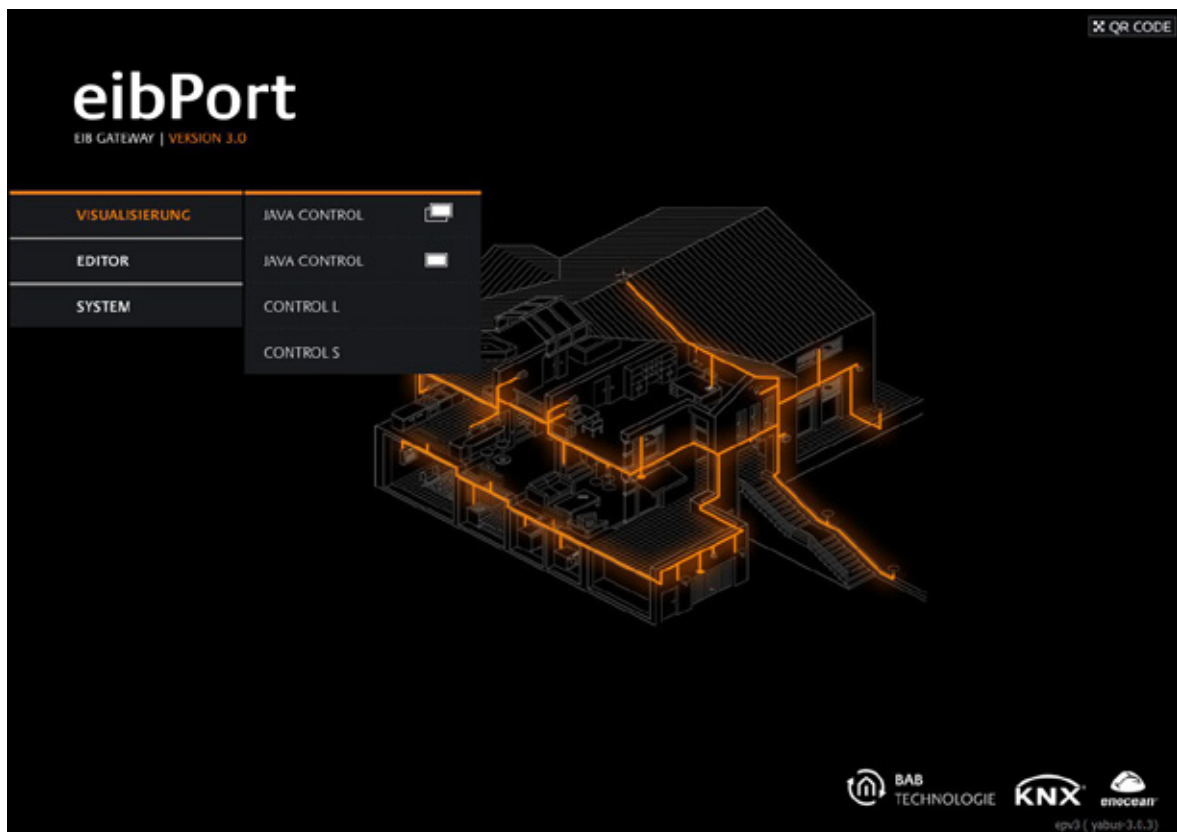 QR CODE
eibPort
EIB GATEWAY | VERSION 3.0
VISUALISIERUNG
JAVA CONTROL
EDITOR
JAVA CONTROL
SYSTEM
CONTROL L
CONTROL S
BAB
TECHNOLOGIE
KNX
enocean
epv3 ( yabus-3.0.3)